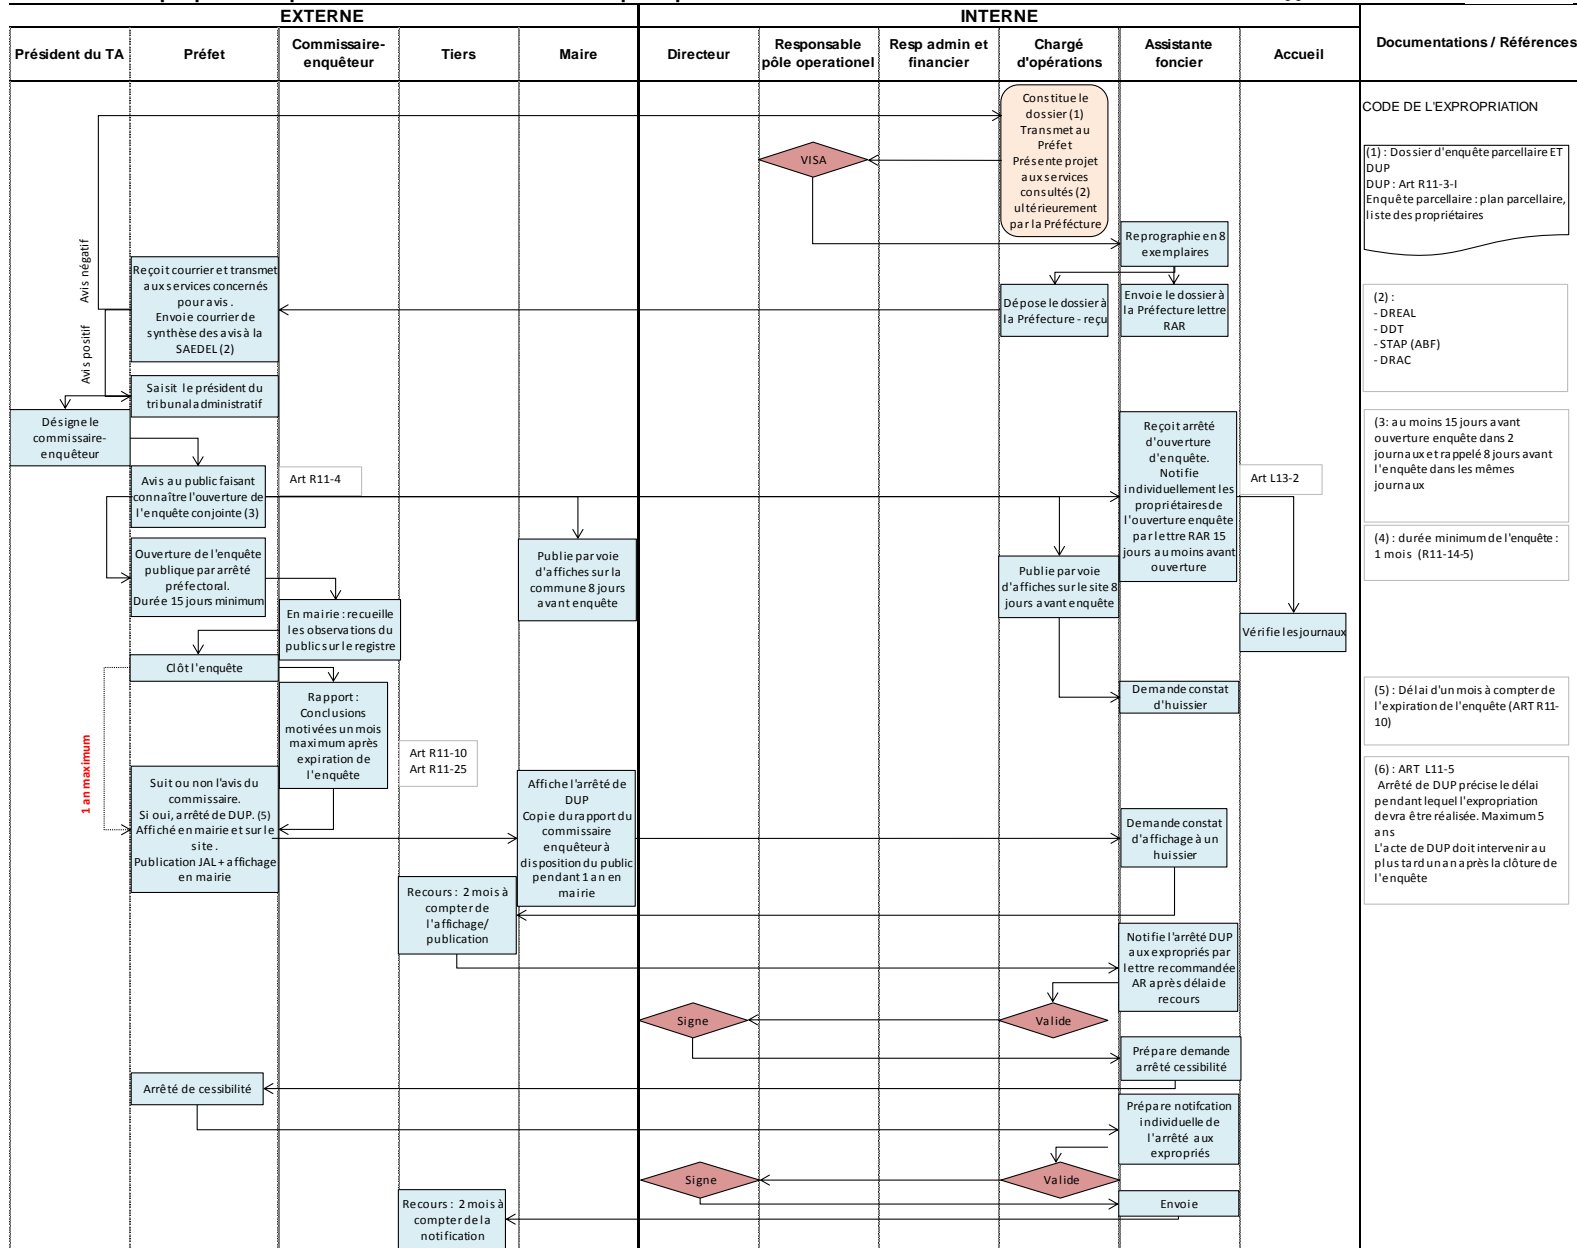 EXTERNE
INTERNE
Président du TA
Préfet
Commissaire-
enquêteur
Tiers
Maire
Directeur
Responsable
pôle operationel
Resp admin et
financier
Chargé
d'opérations
Assistante
foncier
Accueil
Documentations / Références
Constitue le
dossier (1)
Transmet au
Préfet
Présente projet
aux services
consultés (2)
ultérieurement
par la Préfécture
CODE DE L'EXPROPRIATION
VISA
(1) : Dossier d'enquête parcellaire ET
DUP
DUP : Art R11-3-I
Enquête parcellaire : plan parcellaire,
liste des propriétaires
Reprographie en 8
exemplaires
Avis négatif
Reçoit courrier et transmet
aux services concernés
pour avis .
Envoie courrier de
synthèse des avis à la
SAEDEL (2)
Dépose le dossier à
la Préfecture - reçu
Envoie le dossier à
la Préfecture lettre
RAR
(2) :
- DREAL
- DDT
- STAP (ABF)
- DRAC
Avis positif
Saisit le président du
tribunal administratif
Désigne le
commissaire-
enquêteur
Reçoit arrêté
d'ouverture
d'enquête.
Notifie
individuellement les
propriétaires de
l'ouverture enquête
par lettre RAR 15
jours au moins avant
ouverture
(3: au moins 15 jours avant
ouverture enquête dans 2
journaux et rappelé 8 jours avant
l'enquête dans les mêmes
journaux
Avis au public faisant
connaître l'ouverture de
l'enquête conjointe (3)
Art R11-4
Art L13-2
Ouverture de l'enquête
publique par arrêté
préfectoral.
Durée 15 jours minimum
Publie par voie
d'affiches sur la
commune 8 jours
avant enquête
Publie par voie
d'affiches sur le site 8
jours avant enquête
(4) : durée minimum de l'enquête :
1 mois (R11-14-5)
En mairie : recueille
les observations du
public sur le registre
Vérifie les journaux
Clôt l'enquête
Rapport :
Conclusions
motivées un mois
maximum après
expiration de
l'enquête
Demande constat
d'huissier
(5) : Délai d'un mois à compter de
l'expiration de l'enquête (ART R11-
10)
1 an maximum
Art R11-10
Art R11-25
Suit ou non l'avis du
commissaire.
Si oui, arrêté de DUP. (5)
Affiché en mairie et sur le
site .
Publication JAL + affichage
en mairie
Affiche l'arrêté de
DUP
Copie du rapport du
commissaire
enquêteur à
disposition du public
pendant 1 an en
mairie
Demande constat
d'affichage à un
huissier
(6) : ART L11-5
Arrêté de DUP précise le délai
pendant lequel l'expropriation
devra être réalisée. Maximum 5
ans
L'acte de DUP doit intervenir au
plus tard un an après la clôture de
l'enquête
Recours : 2 mois à
compter de
l'affichage/
publication
Notifie l'arrêté DUP
aux expropriés par
lettre recommandée
AR après délai de
recours
Signe
Valide
Prépare demande
arrêté cessibilité
Arrêté de cessibilité
Prépare notifcation
individuelle de
l'arrêté aux
expropriés
Signe
Valide
Envoie
Recours : 2 mois à
compter de la
notification